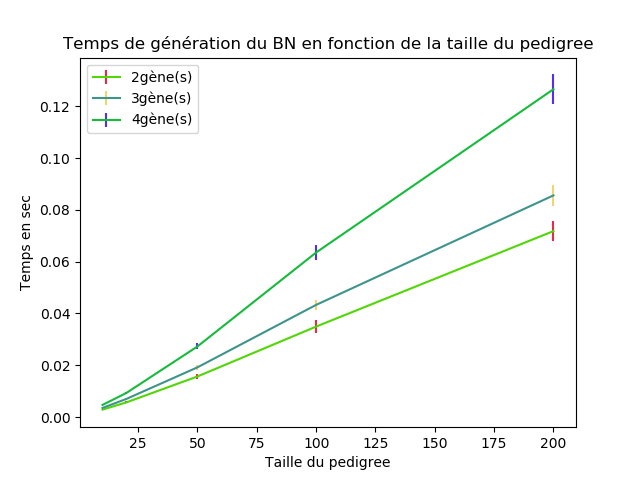 Temps de génération du BN en fonction de la taille du pedigree
2gène(s)
3gène(s)
4gène(s)
0.12
0.10
0.08
0.06
0.04
0.02
0.00
Temps en sec
25
50
75
100
125
150
175
200
Taille du pedigree